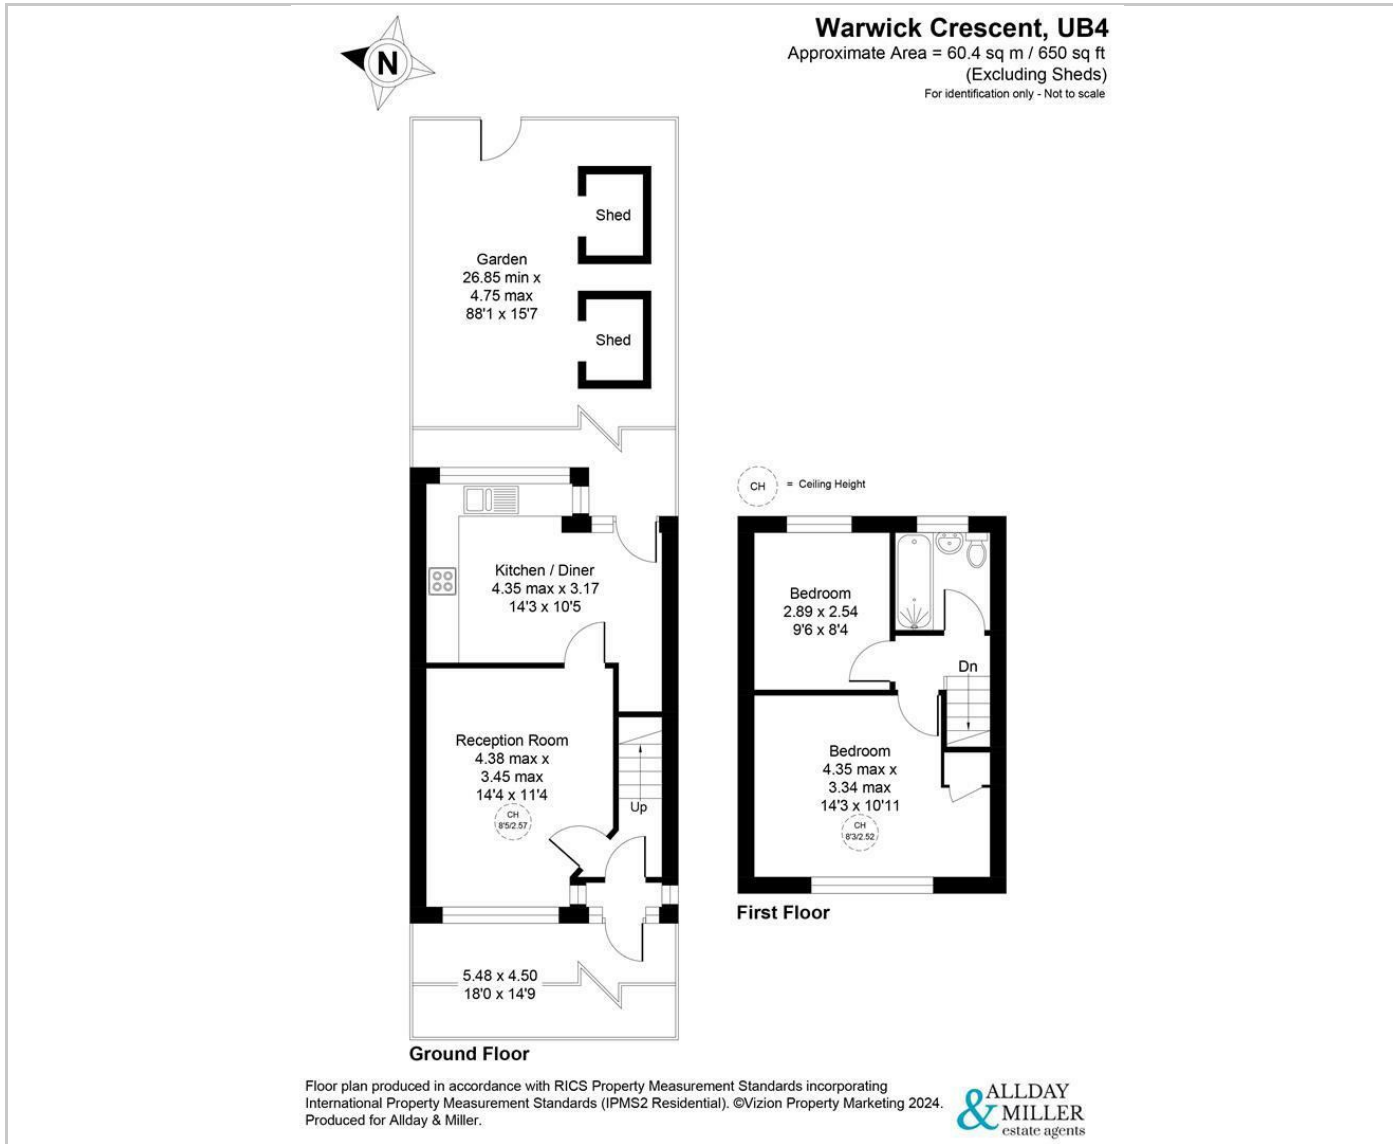 Warwick Crescent, UB4
Approximate Area = 60.4 sq m / 650 sq ft
(Excluding Sheds)
For identification only - Not to scale
N
Shed
Garden
26.85 min x
4.75 max
88'1 x 15'7
Shed
Kitchen / Diner
4.35 max x 3.17
14'3 x 10'5
Reception Room
4.38 max x
3.45 max
14'4 x 11'4
CH
8'5/2.57
Up
5.48 x 4.50
18'0 x 14'9
Ground Floor
CH = Ceiling Height
Bedroom
2.89 x 2.54
9'6 x 8'4
Dn
Bedroom
4.35 max x
3.34 max
14'3 x 10'11
CH
8'3/2.52
First Floor
Floor plan produced in accordance with RICS Property Measurement Standards incorporating
International Property Measurement Standards (IPMS2 Residential). ©Vizion Property Marketing 2024.
Produced for Allday & Miller.
ALLDAY
& MILLER
estate agents